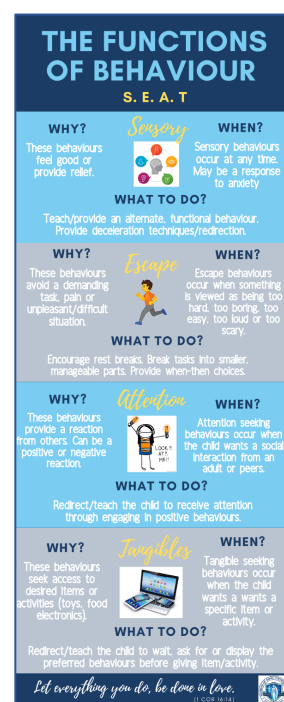 THE FUNCTIONS
OF BEHAVIOUR
S. E. A. T
Sensory
WHY?
These behaviours
feel good or
provide relief.
WHEN?
Sensory behaviours
occur at any time.
May be a response
to anxiety
WHAT TO DO?
Teach/provide an alternate, functional behaviour.
Provide deceleration techniques/redirection.
Escape
WHY?
These behaviours
avoid a demanding
task, pain or
unpleasant/difficult
situation.
WHEN?
Escape behaviours
occur when something
is viewed as being too
hard, too boring, too
easy, too loud or too
scary.
WHAT TO DO?
Encourage rest breaks. Break tasks into smaller,
manageable parts. Provide when-then choices.
Attention
WHY?
These behaviours
provide a reaction
from others. Can be a
positive or negative
reaction.
LOOK
AT
ME!!
WHEN?
Attention seeking
behaviours occur when
the child wants a social
interaction from an
adult or peers.
WHAT TO DO?
Redirect/teach the child to receive attention
through engaging in positive behaviours.
Tangibles
WHY?
These behaviours
seek access to
desired items or
activities (toys, food
electronics).
WHEN?
Tangible seeking
behaviours occur
when the child
wants a wants a
specific item or
activity.
WHAT TO DO?
Redirect/teach the child to wait, ask for or display the
preferred behaviours before giving item/activity.
Let everything you do, be done in love.
(1 COR 16:14)